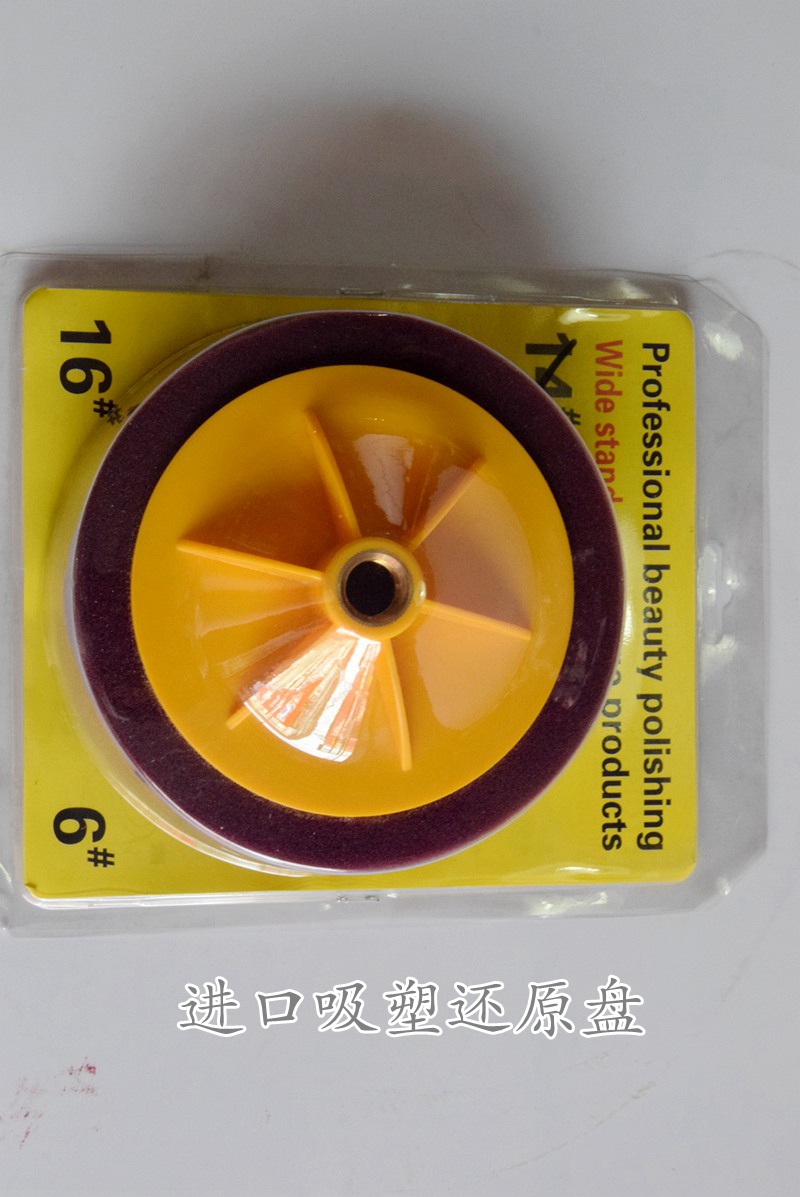 Professional beauty polishing
Wide stand
products
14#
16#
6#
进口吸塑还原盘